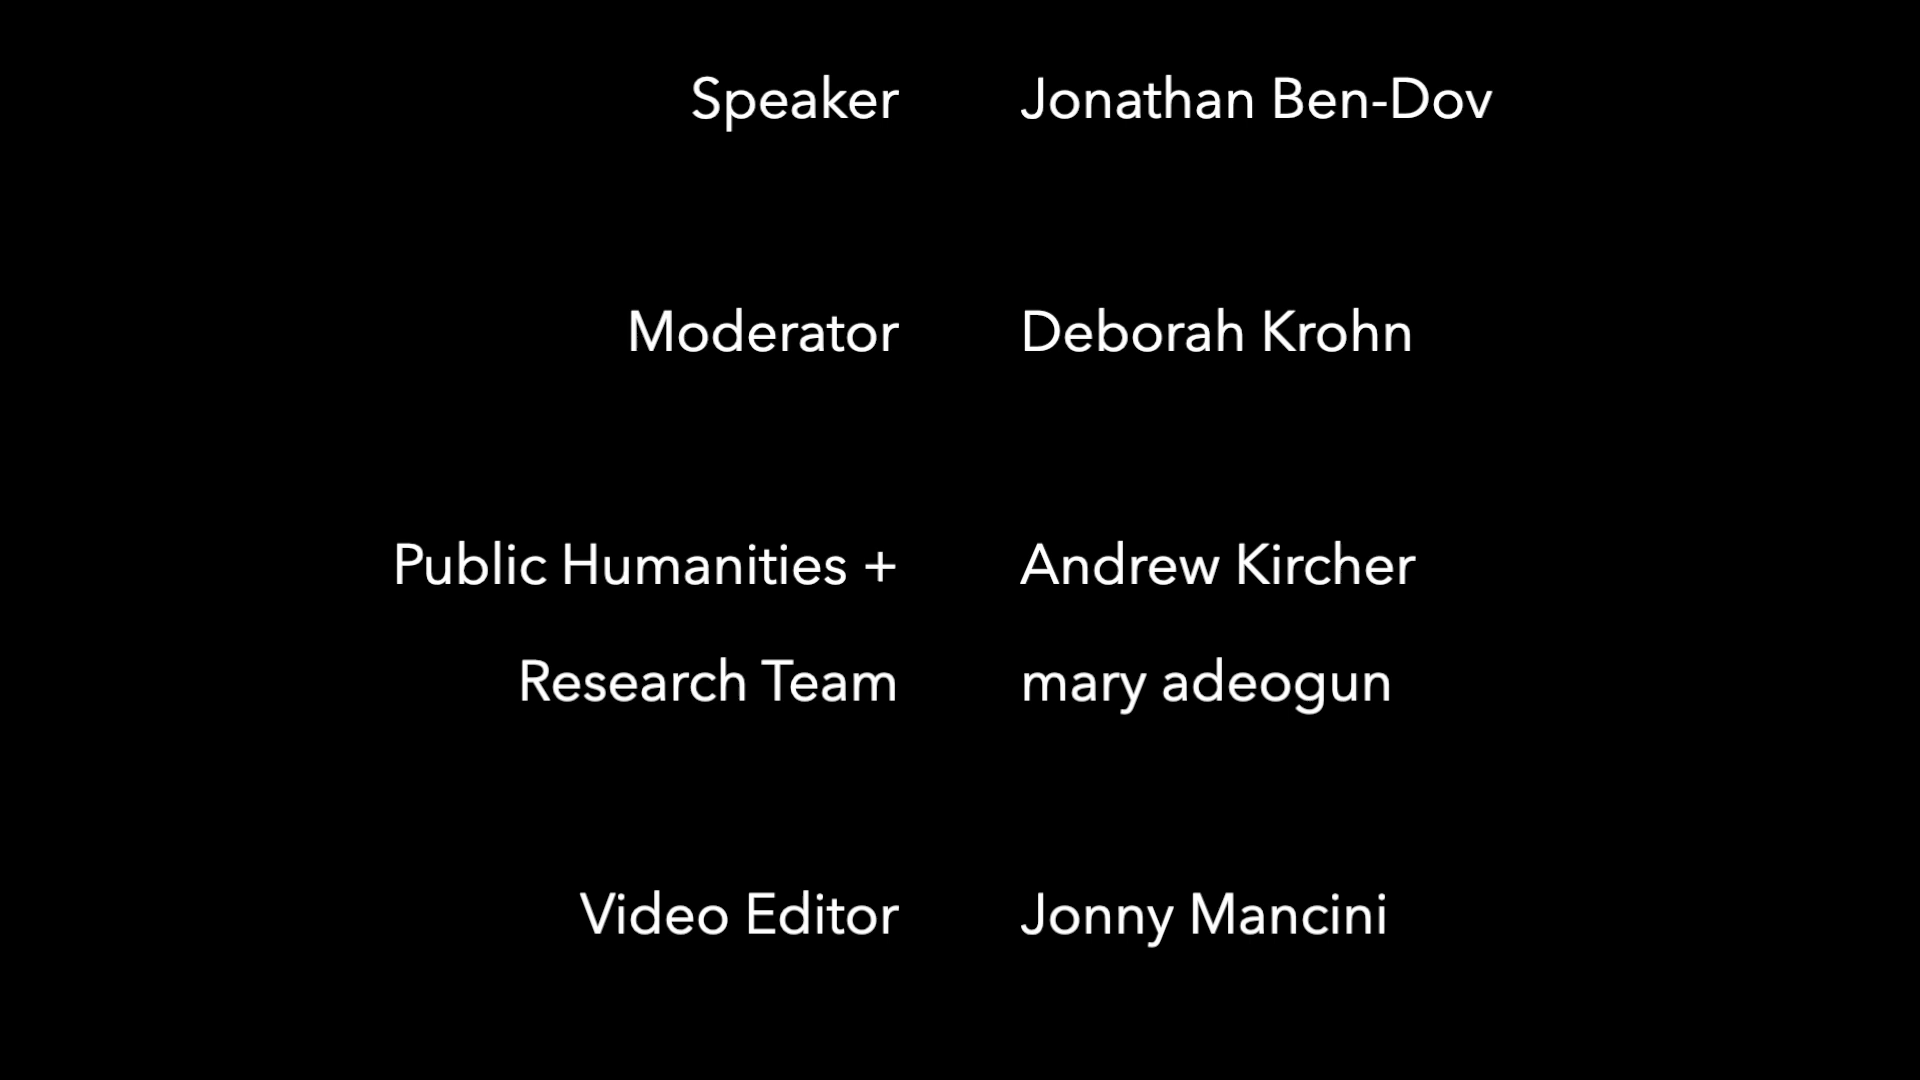 Speaker Jonathan Ben-Dov
Moderator Deborah Krohn
Public Humanities + Andrew Kircher
Research Team mary adeogun
Video Editor Jonny Mancini